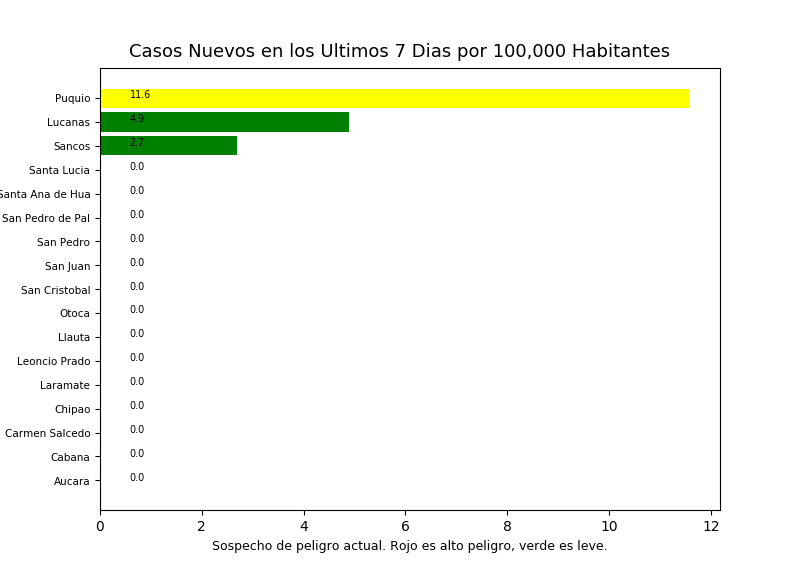 Casos Nuevos en los Ultimos 7 Dias por 100,000 Habitantes
Puquio 11.6
Lucanas 4.9
Sancos 2.7
Santa Lucia 0.0
Santa Ana de Hua 0.0
San Pedro de Pal 0.0
San Pedro 0.0
San Juan 0.0
San Cristobal 0.0
Otoca 0.0
Llauta 0.0
Leoncio Prado 0.0
Laramate 0.0
Chipao 0.0
Carmen Salcedo 0.0
Cabana 0.0
Aucara 0.0
0 2 4 6 8 10 12
Sospecho de peligro actual. Rojo es alto peligro, verde es leve.